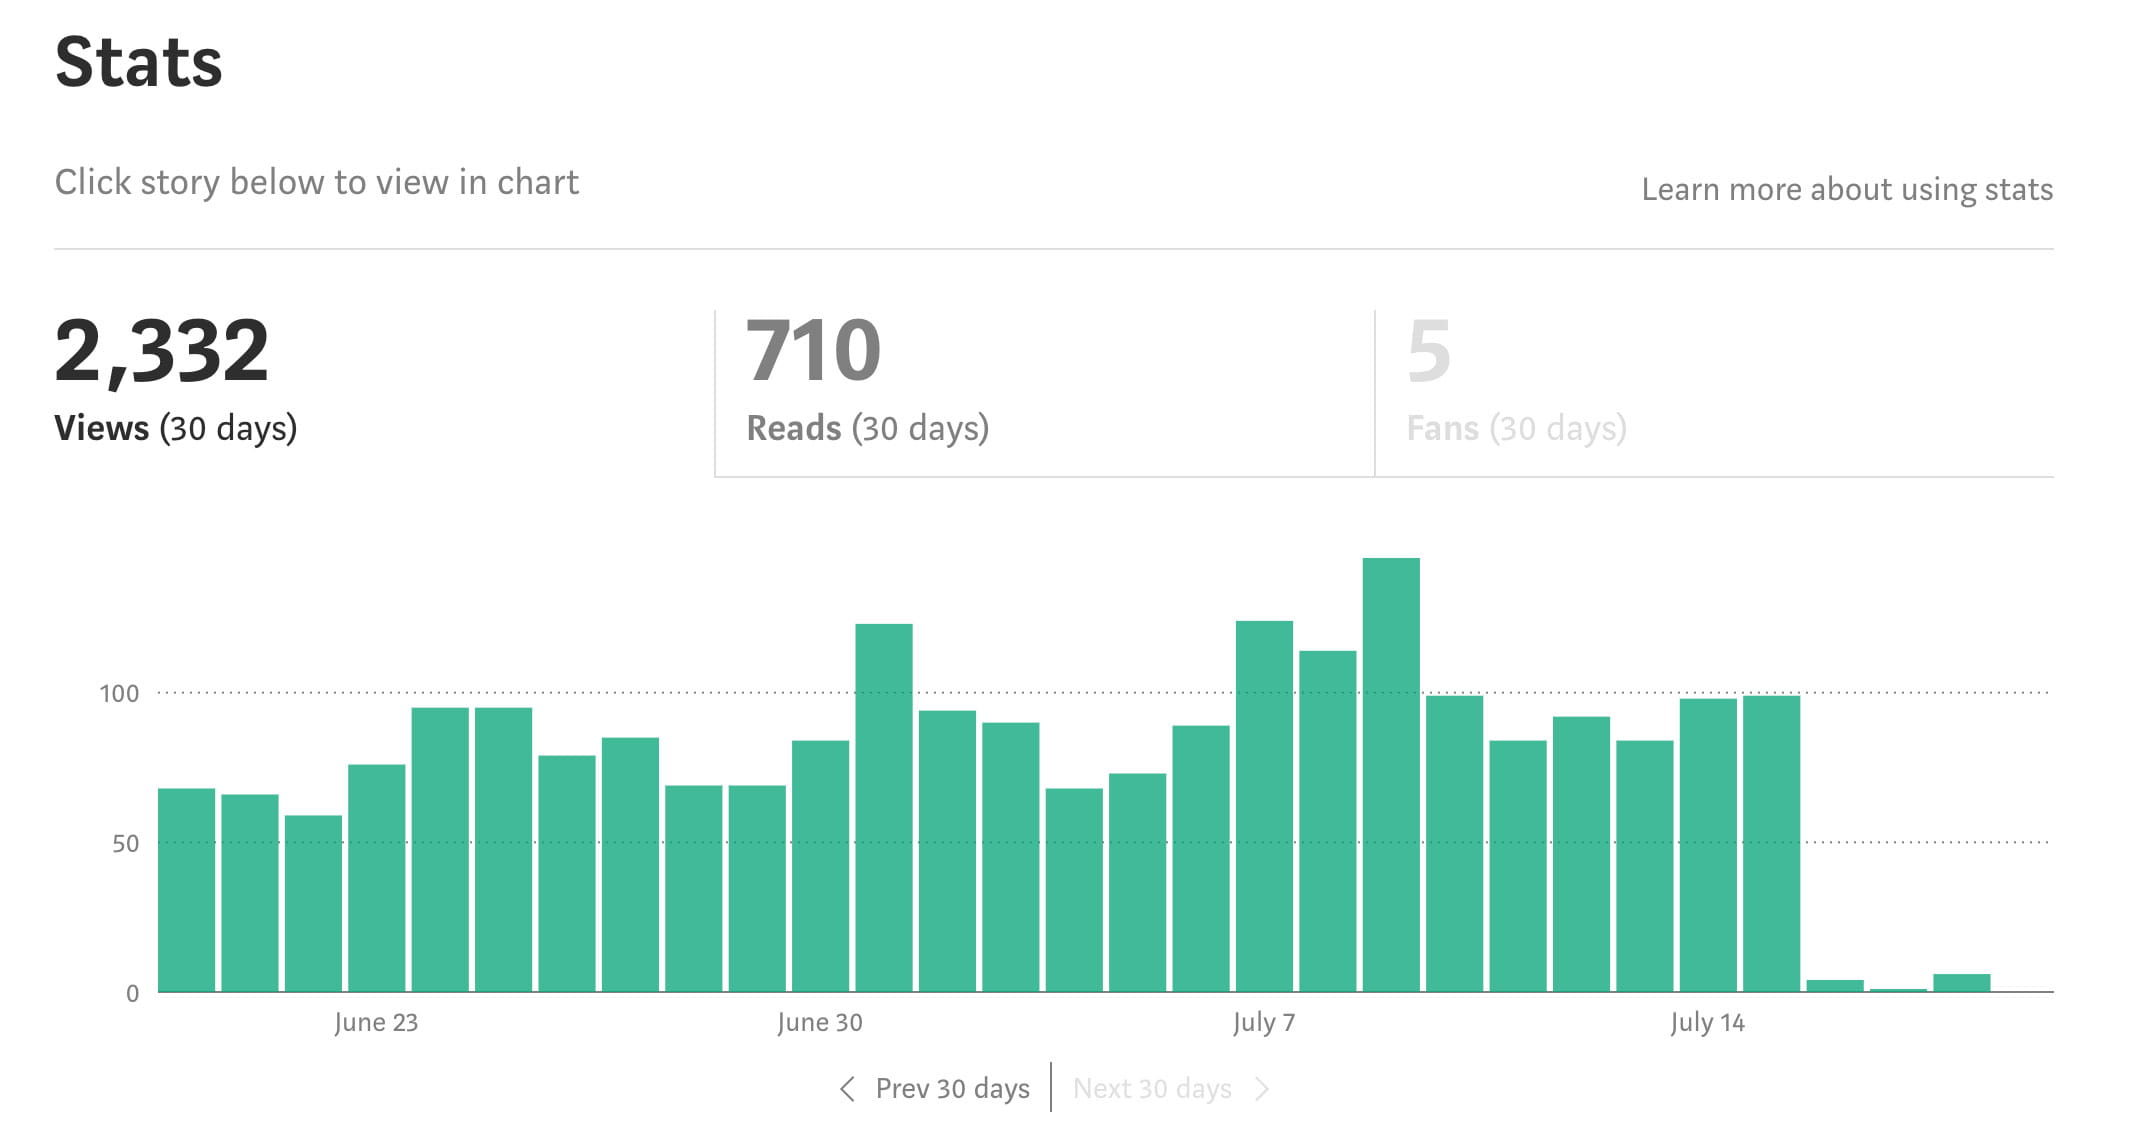 Stats
Click story below to view in chart
Learn more about using stats
2,332
Views (30 days)
710
Reads (30 days)
5
Fans (30 days)
100
50
0
June 23 June 30 July 7 July 14
Prev 30 days Next 30 days